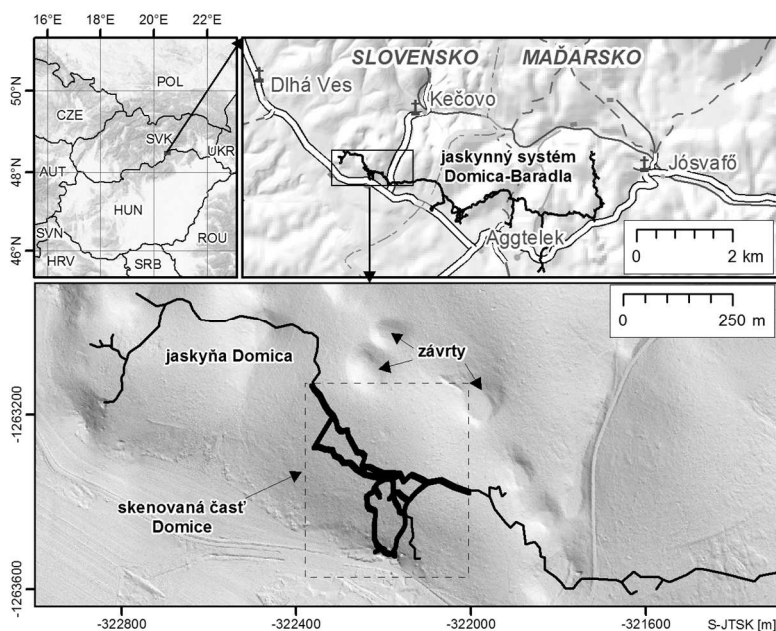 16°E 18°E 20°E 22°E
50°N
48°N
46°N
POL
CZE
SVK
UKR
AUT
HUN
SVN
ROU
HRV
SRB
SLOVENSKO
MAĎARSKO
Dlhá Ves
Kečovo
jaskynný systém
Domica-Baradla
Jósvafő
Aggtelek
0 2 km
0 250 m
jaskyňa Domica
závrty
skenovaná časť
Domice
-1263200
-1263600
-322800 -322400 -322000 -321600 S-JTSK [m]